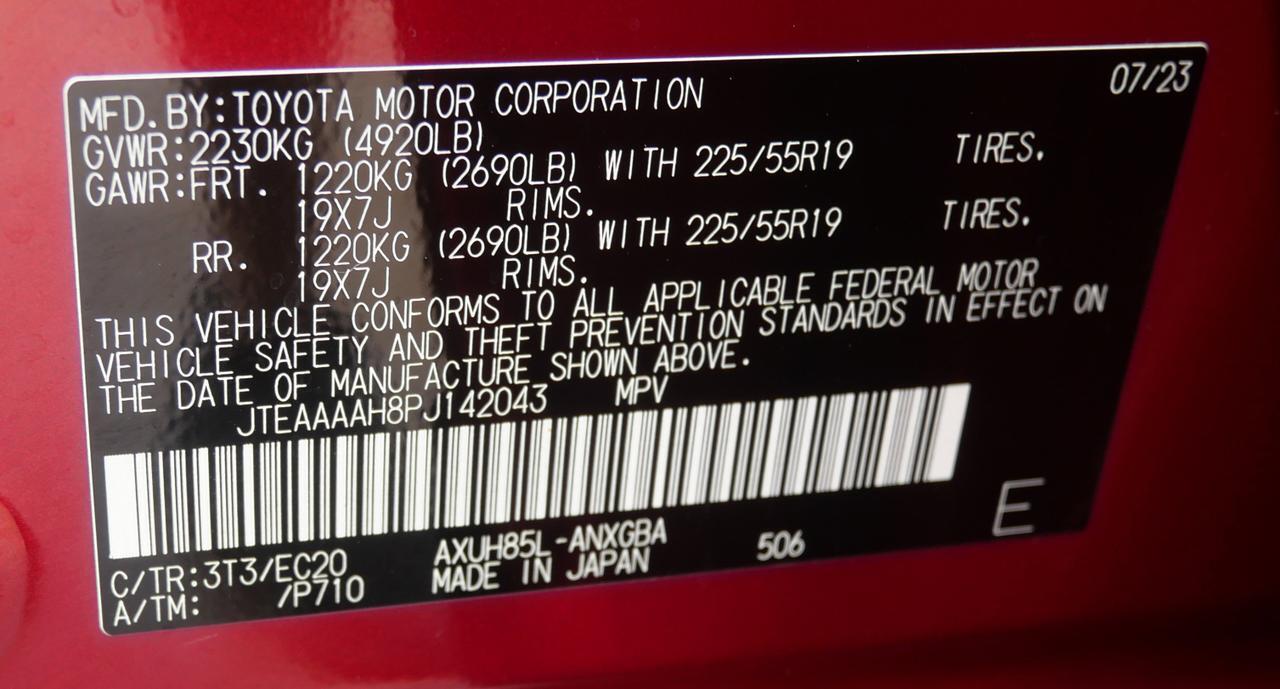 07/23
MFD. BY:TOYOTA MOTOR CORPORATION
GVWR:2230KG (4920LB)
GAWR:FRT. 1220KG (2690LB) WITH 225/55R19 TIRES.
19X7J RIMS.
RR. 1220KG (2690LB) WITH 225/55R19 TIRES.
19X7J RIMS.
THIS VEHICLE CONFORMS TO ALL APPLICABLE FEDERAL MOTOR
VEHICLE SAFETY AND THEFT PREVENTION STANDARDS IN EFFECT ON
THE DATE OF MANUFACTURE SHOWN ABOVE.
JTEAAAAH8PJ142043 MPV
E
C/TR:3T3/EC20 AXUH85L-ANXGBA 506
A/TM: /P710 MADE IN JAPAN